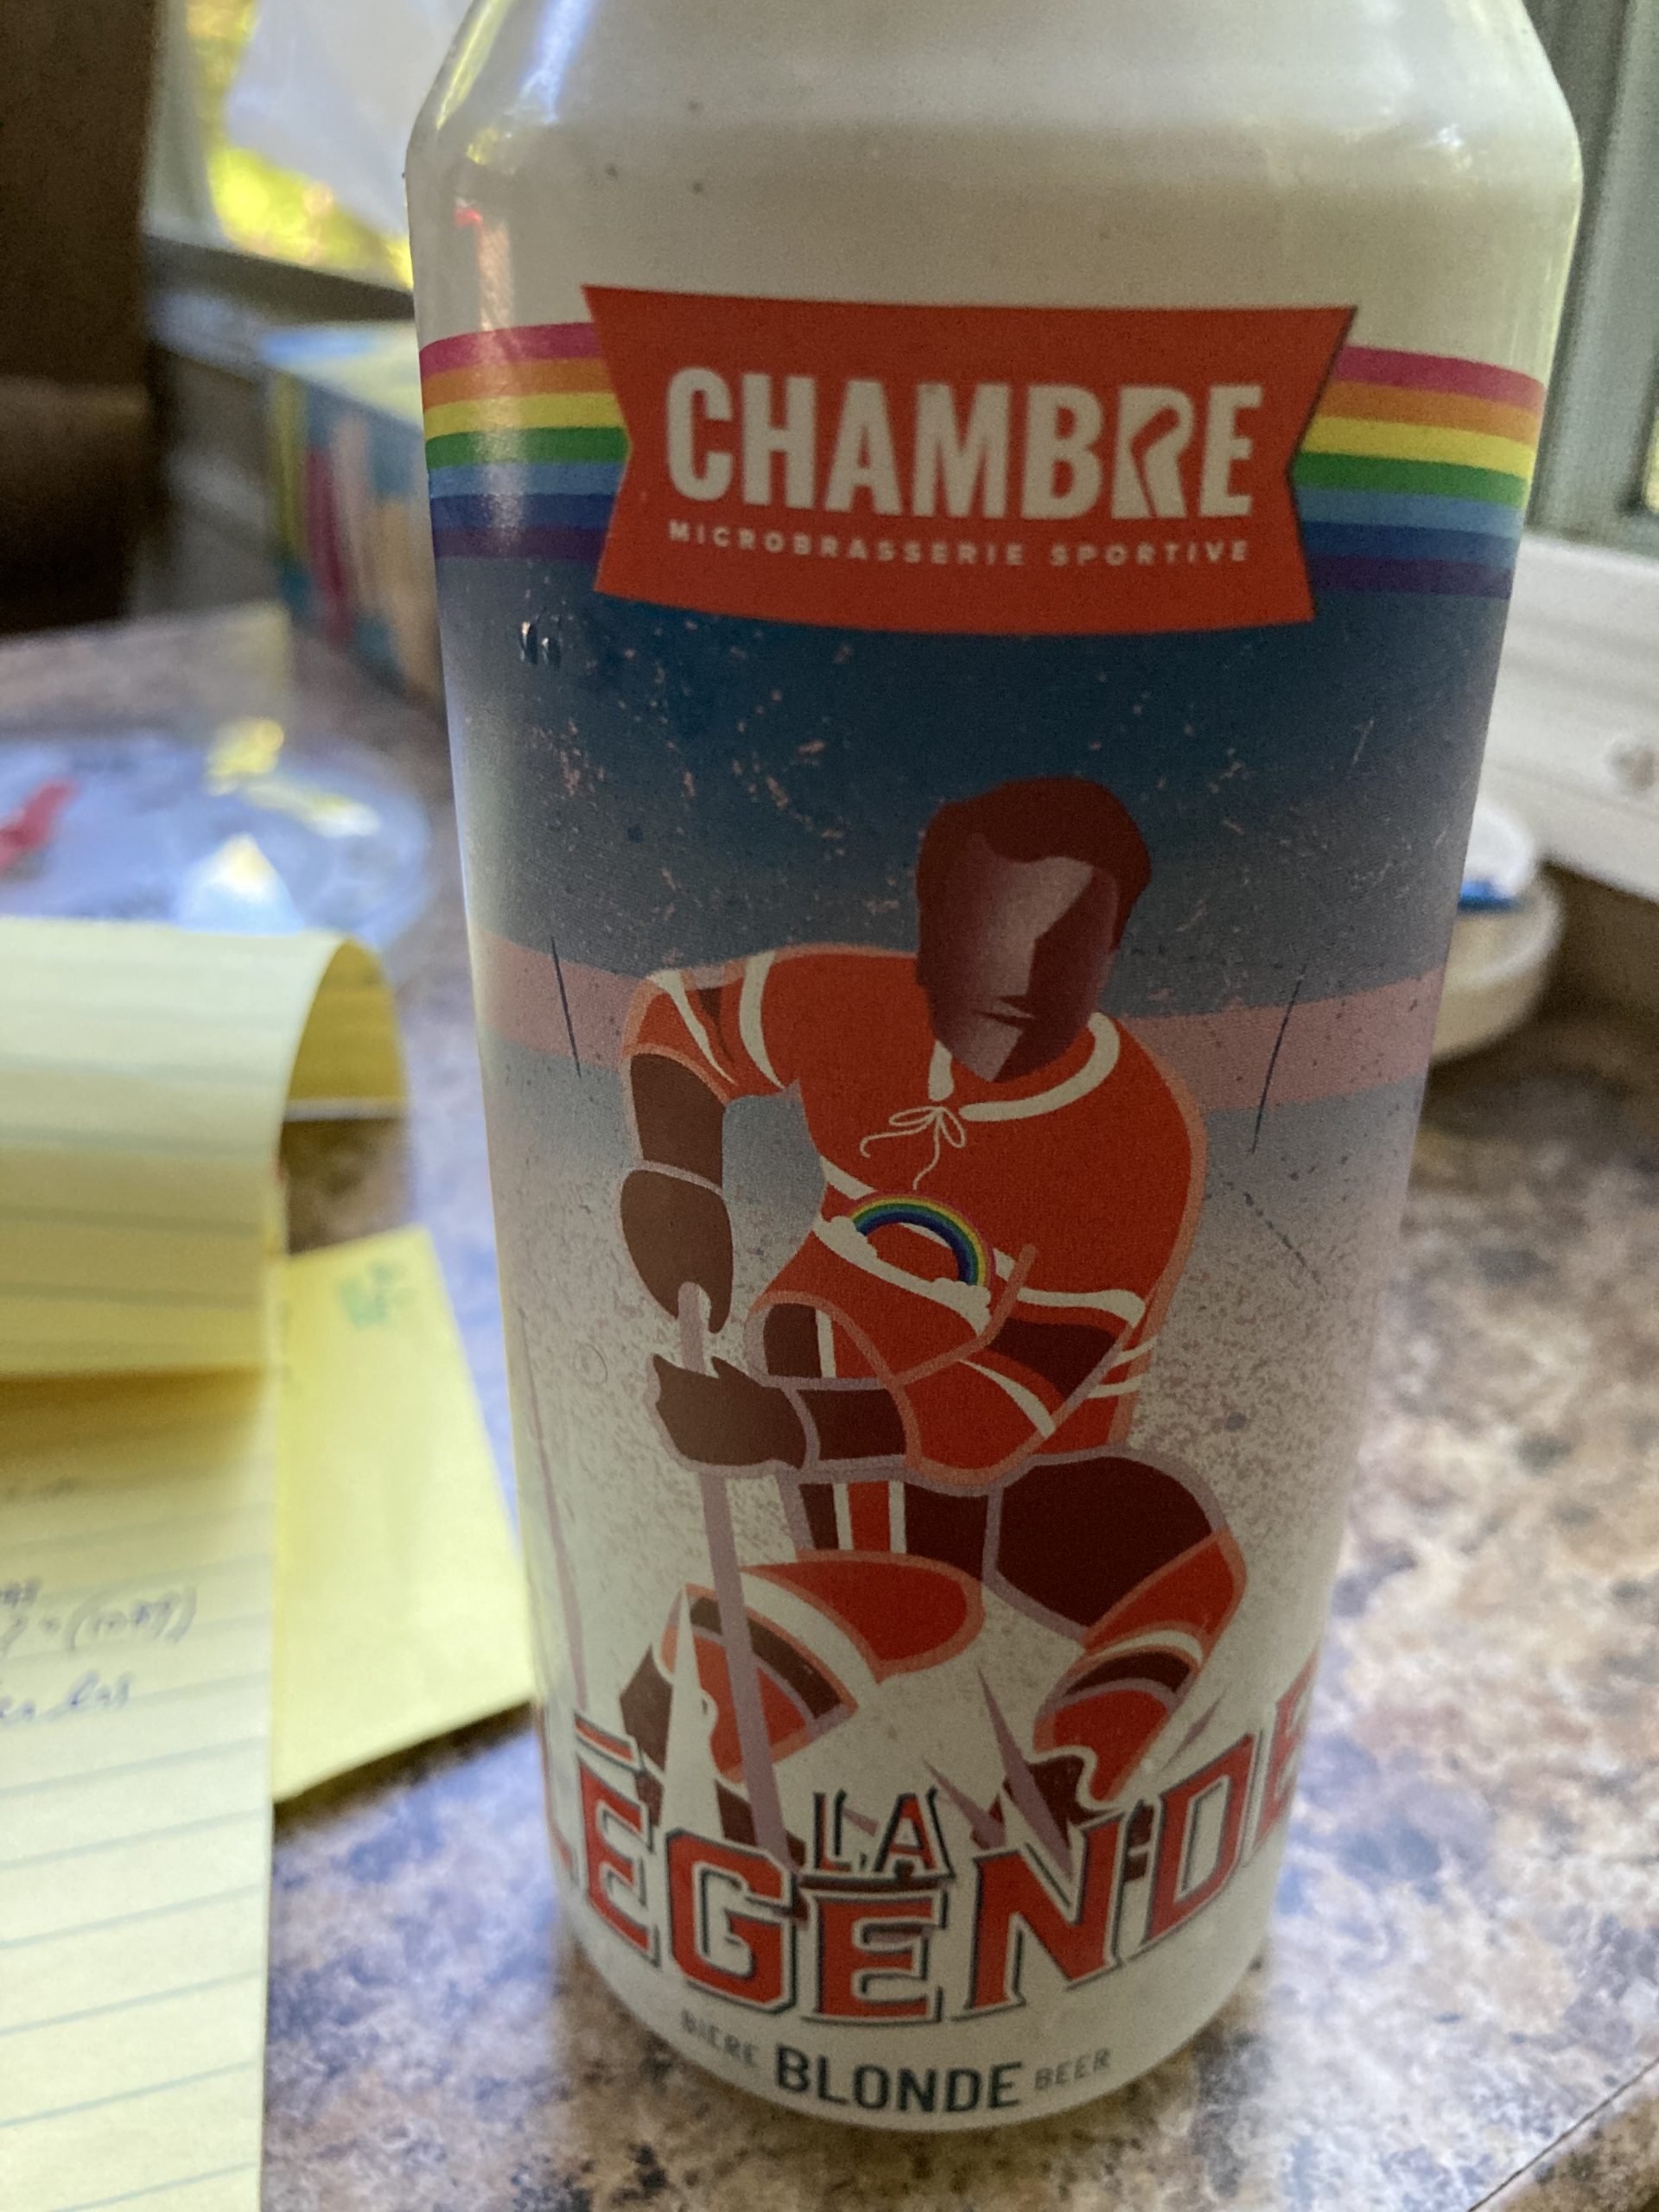 CHAMBRE
MICROBRASSERIE SPORTIVE
LA
LÉGENDE
BIÈRE BLONDE BEER